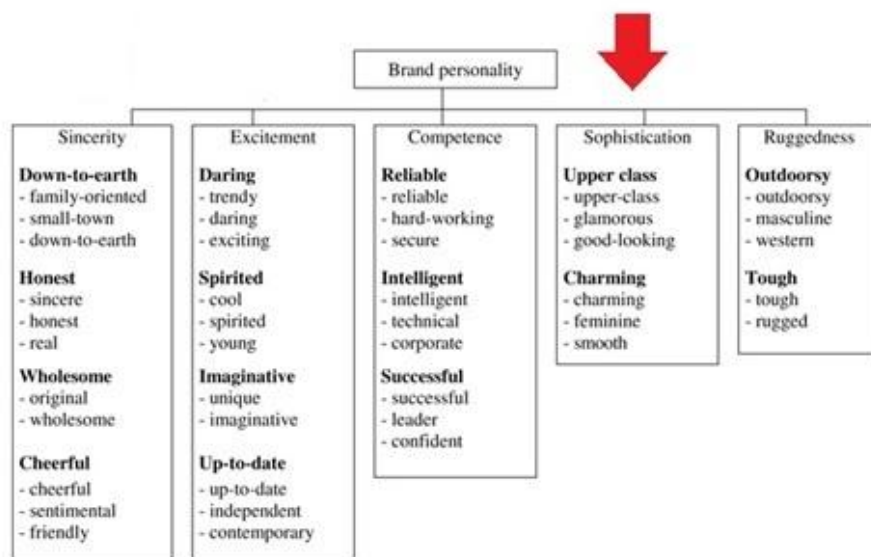 Brand personality
Sincerity
Down-to-earth
- family-oriented
- small-town
- down-to-earth
Honest
- sincere
- honest
- real
Wholesome
- original
- wholesome
Cheerful
- cheerful
- sentimental
- friendly
Excitement
Daring
- trendy
- daring
- exciting
Spirited
- cool
- spirited
- young
Imaginative
- unique
- imaginative
Up-to-date
- up-to-date
- independent
- contemporary
Competence
Reliable
- reliable
- hard-working
- secure
Intelligent
- intelligent
- technical
- corporate
Successful
- successful
- leader
- confident
Sophistication
Upper class
- upper-class
- glamorous
- good-looking
Charming
- charming
- feminine
- smooth
Ruggedness
Outdoorsy
- outdoorsy
- masculine
- western
Tough
- tough
- rugged